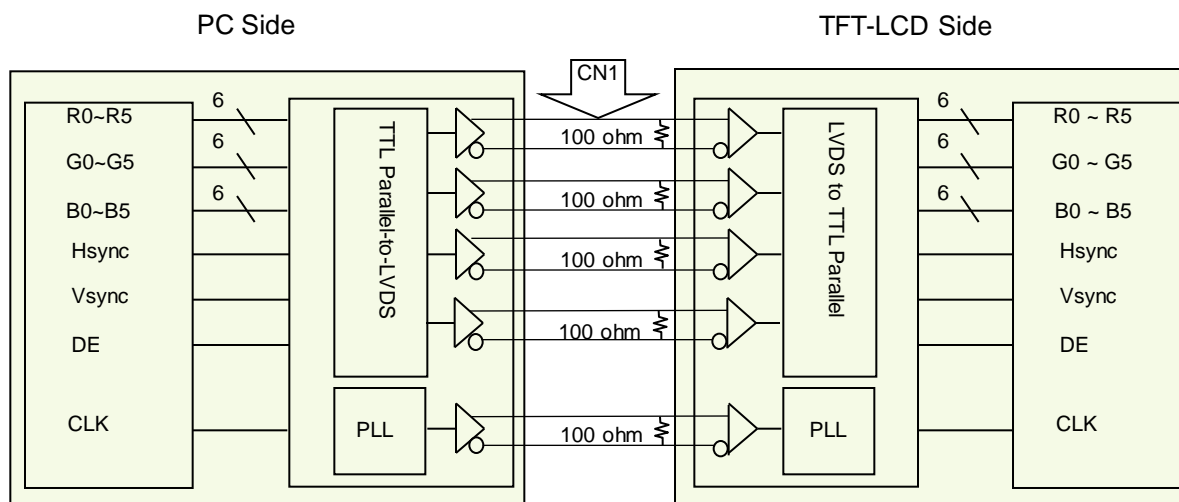 PC Side
TFT-LCD Side
CN1
6
R0~R5
6
G0~G5
6
B0~B5
Hsync
Vsync
DE
CLK
TTL Parallel-to-LVDS
PLL
100 ohm
100 ohm
100 ohm
100 ohm
100 ohm
LVDS to TTL Parallel
PLL
6
R0 ~ R5
6
G0 ~ G5
6
B0 ~ B5
Hsync
Vsync
DE
CLK